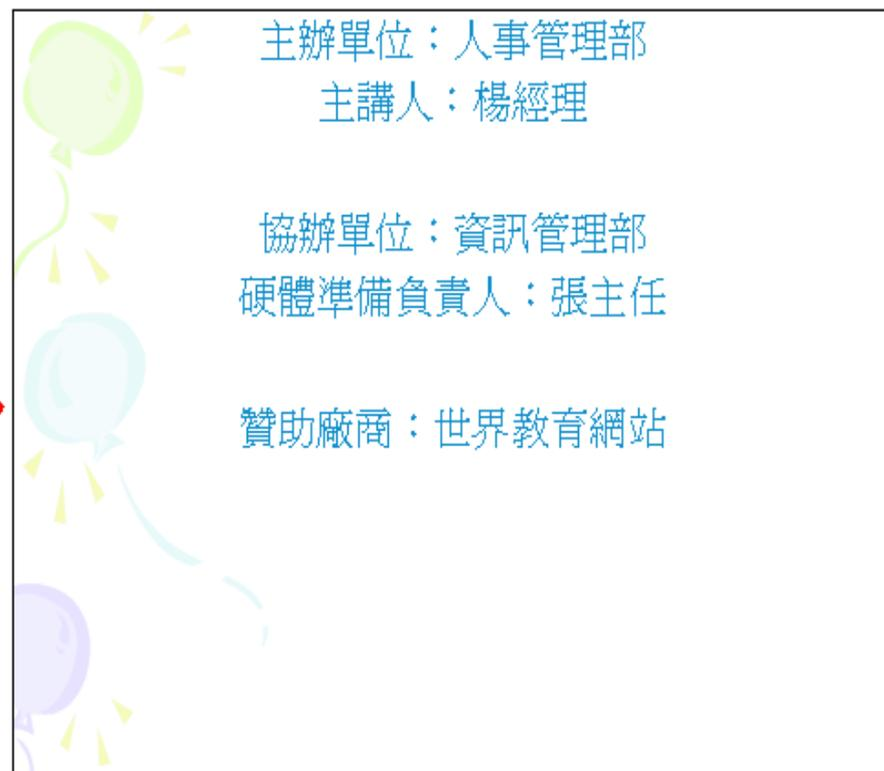 主辦單位：人事管理部
主講人：楊經理
協辦單位：資訊管理部
硬體準備負責人：張主任
贊助廠商：世界教育網站